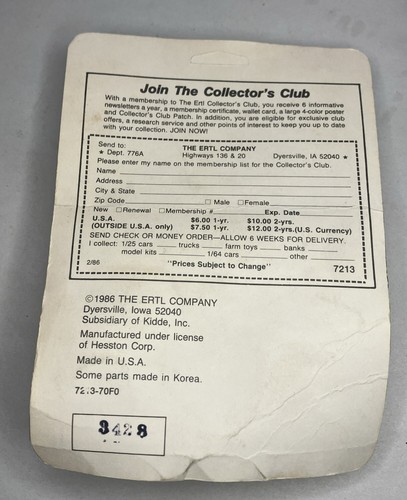 Join The Collector's Club
With a membership to The Ertl Collector's Club, you receive 6 informative
newsletters a year, a membership certificate, wallet card, a large 4-color poster
and Collector's Club Patch. In addition, you are eligible for exclusive club
offers, a research service and other points of interest to keep you up to date
with your collection. JOIN NOW!
Send to: THE ERTL COMPANY
★ Dept. 776A Highways 136 & 20 Dyersville, IA 52040 ★
Please enter my name on the membership list for the Collector's Club.
Name
Address
City & State
Zip Code □ Male □ Female
New □ Renewal □ Membership # Exp. Date
U.S.A. $6.00 1-yr. $10.00 2-yrs.
(OUTSIDE U.S.A. only) $7.50 1-yr. $12.00 2-yrs. (U.S. Currency)
SEND CHECK OR MONEY ORDER—ALLOW 6 WEEKS FOR DELIVERY.
I collect: 1/25 cars trucks farm toys banks
model kits 1/64 cars other
2/86 "Prices Subject to Change" 7213
©1986 THE ERTL COMPANY
Dyersville, Iowa 52040
Subsidiary of Kidde, Inc.
Manufactured under license
of Hesston Corp.
Made in U.S.A.
Some parts made in Korea.
7213-70F0
3428